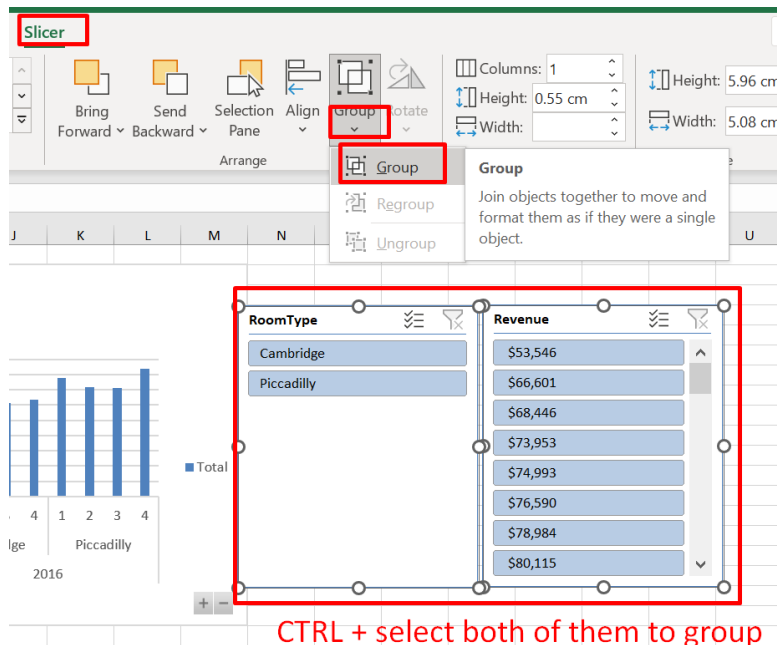 Slicer
Bring Forward
Send Backward
Selection Pane
Align
Group
Rotate
Arrange
Columns: 1
Height: 0.55 cm
Width:
Height: 5.96 cm
Width: 5.08 cm
Group
Regroup
Ungroup
Group
Join objects together to move and
format them as if they were a single
object.
J K L M N U
RoomType
Cambridge
Piccadilly
Revenue
$53,546
$66,601
$68,446
$73,953
$74,993
$76,590
$78,984
$80,115
Total
4 1 2 3 4
Piccadilly
2016
+ −
CTRL + select both of them to group